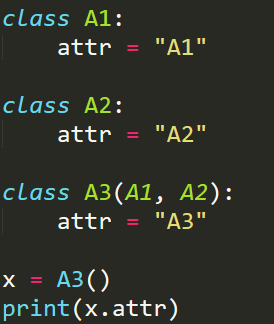 class A1:
    attr = "A1"

class A2:
    attr = "A2"

class A3(A1, A2):
    attr = "A3"

x = A3()
print(x.attr)